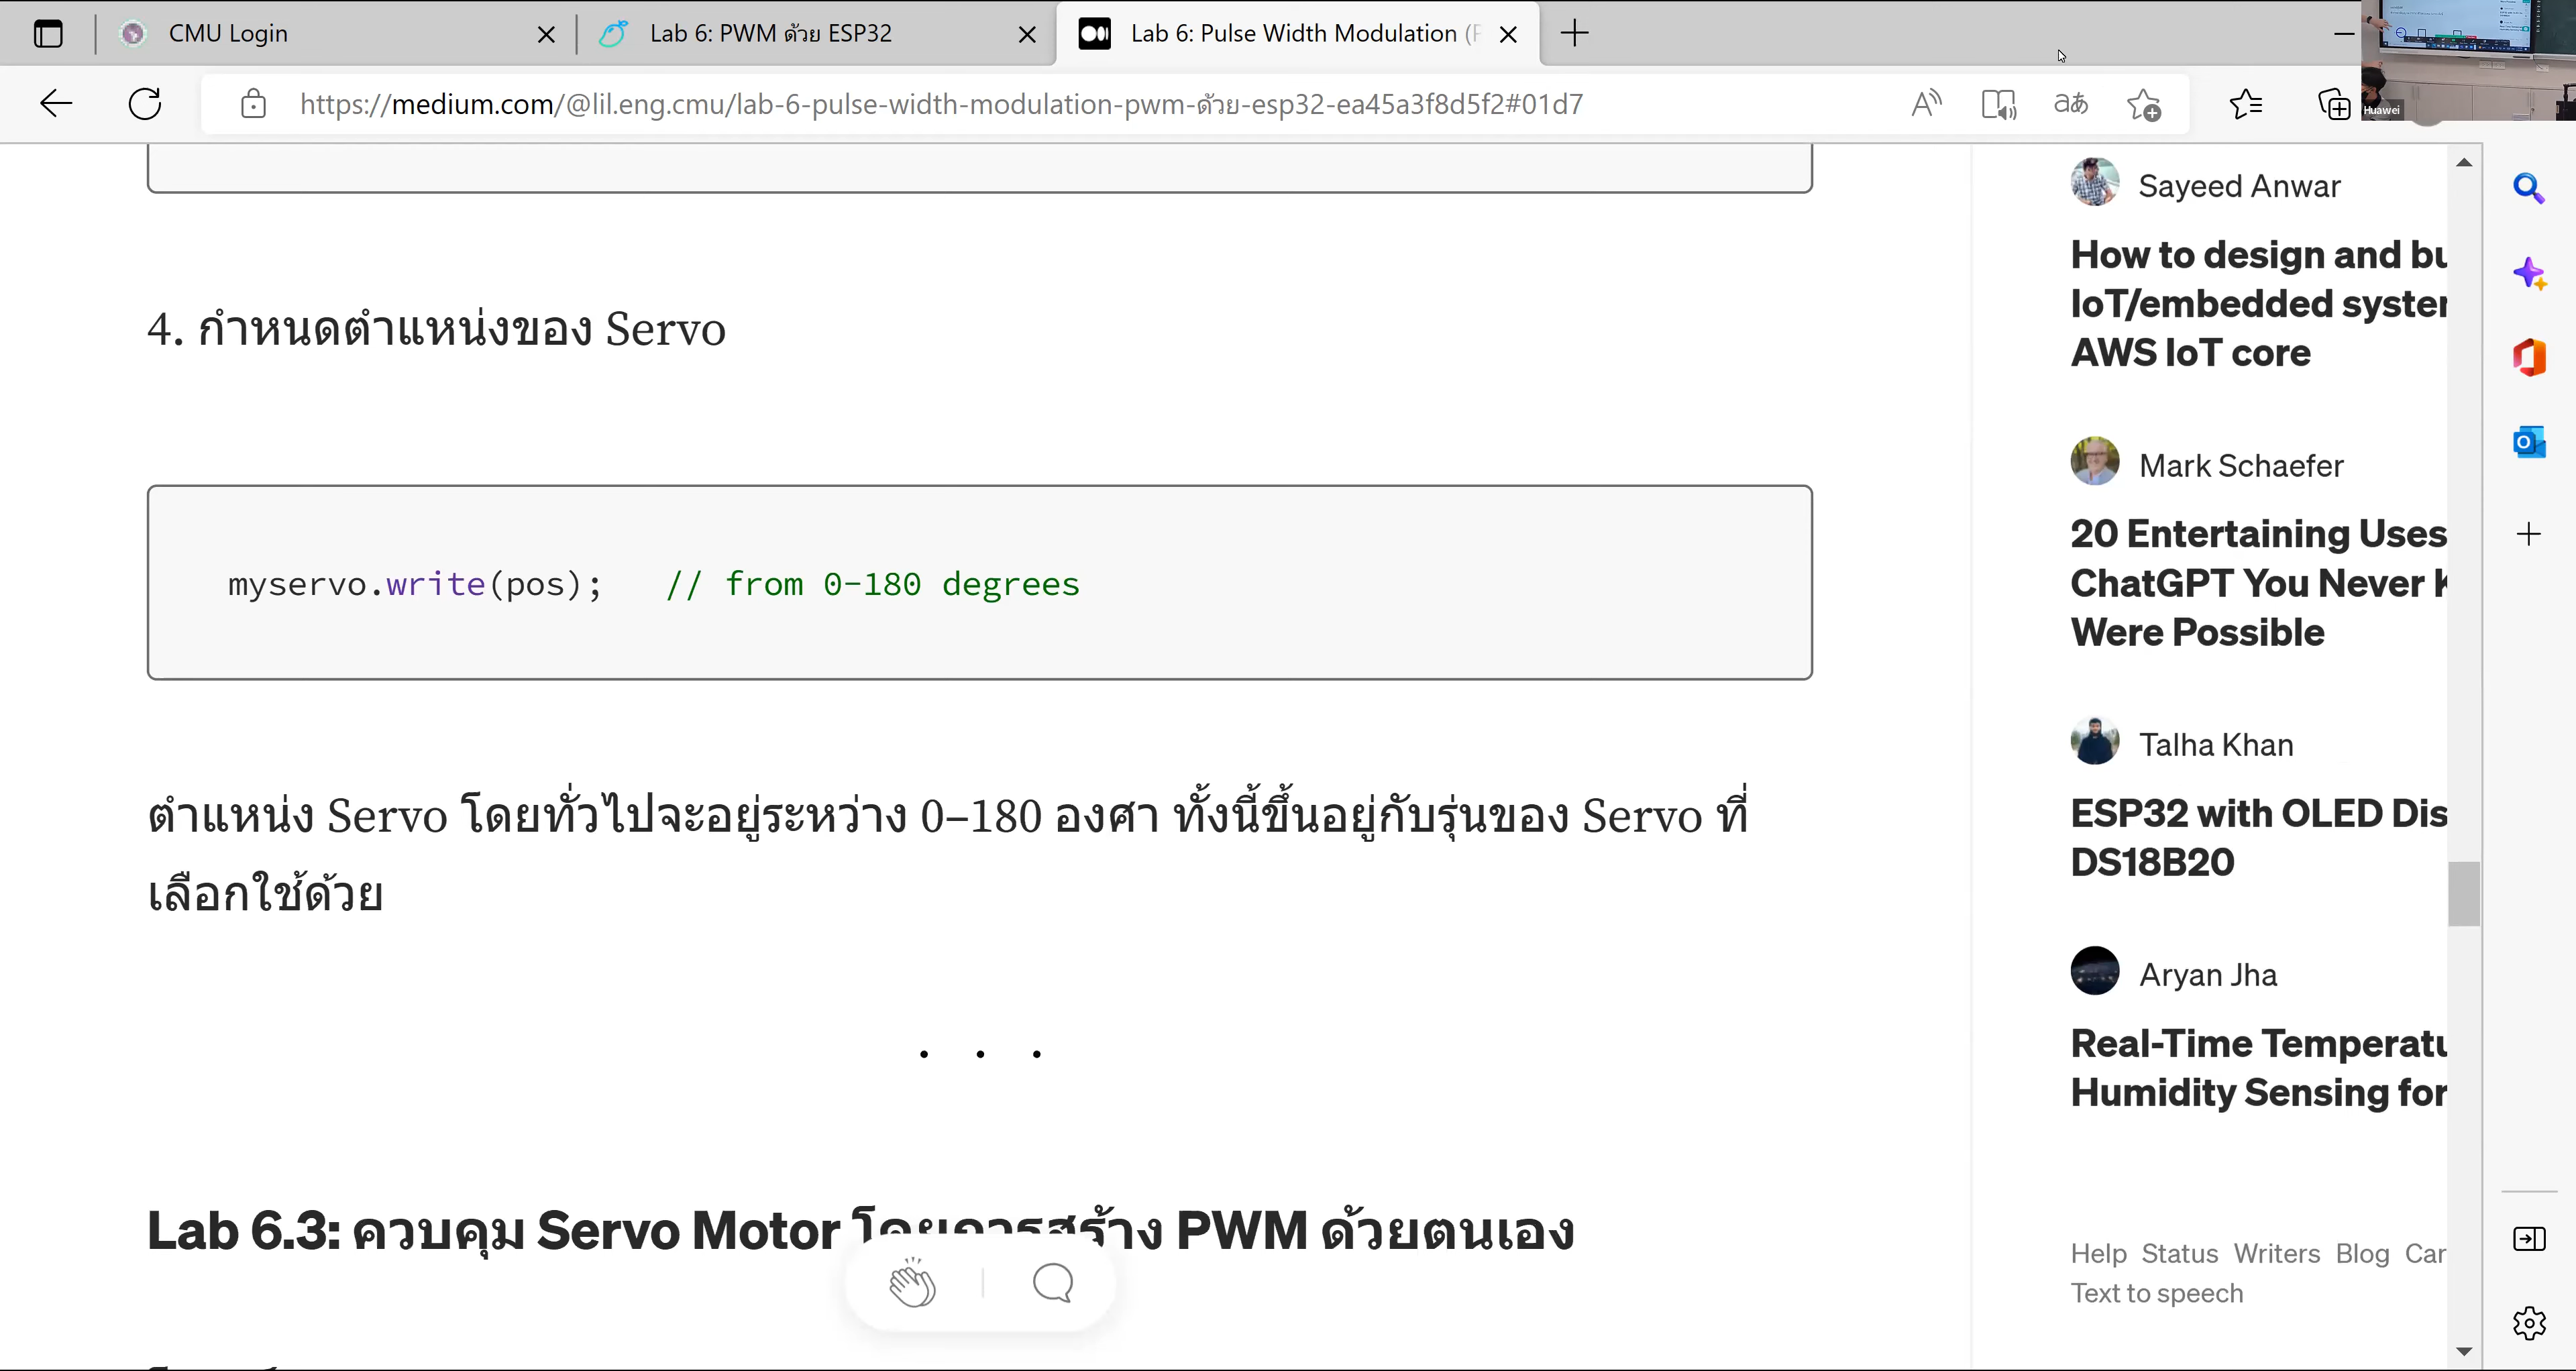 CMU Login
Lab 6: PWM ด้วย ESP32
Lab 6: Pulse Width Modulation (P
https://medium.com/@lil.eng.cmu/lab-6-pulse-width-modulation-pwm-ด้วย-esp32-ea45a3f8d5f2#01d7
Huawei
4. กำหนดตำแหน่งของ Servo
myservo.write(pos);   // from 0-180 degrees
ตำแหน่ง Servo โดยทั่วไปจะอยู่ระหว่าง 0–180 องศา ทั้งนี้ขึ้นอยู่กับรุ่นของ Servo ที่
เลือกใช้ด้วย
. . .
Lab 6.3: ควบคุม Servo Motor โดยการสร้าง PWM ด้วยตนเอง
Sayeed Anwar
How to design and bu
IoT/embedded system
AWS IoT core
Mark Schaefer
20 Entertaining Uses
ChatGPT You Never K
Were Possible
Talha Khan
ESP32 with OLED Dis
DS18B20
Aryan Jha
Real-Time Temperatu
Humidity Sensing for
Help Status Writers Blog Car
Text to speech